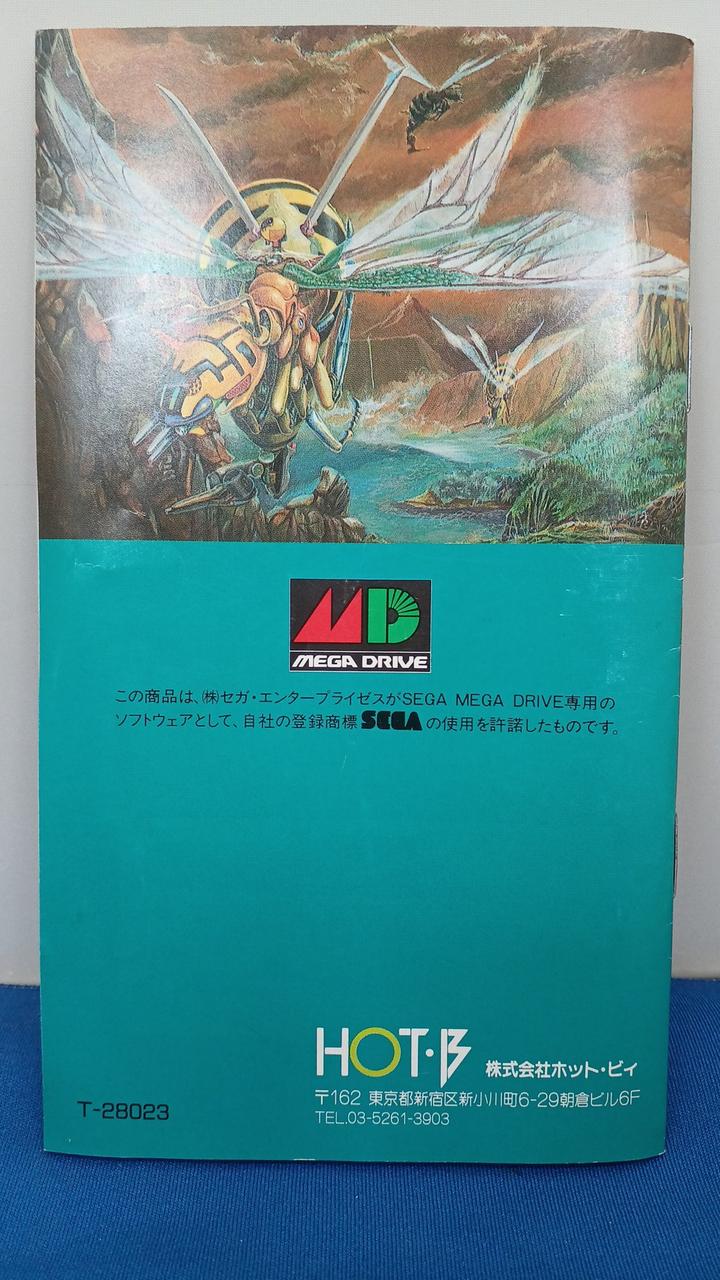 MD
MEGA DRIVE
この商品は、㈱セガ・エンタープライゼスがSEGA MEGA DRIVE専用の
ソフトウェアとして、自社の登録商標SEGAの使用を許諾したものです。
HOT・B 株式会社ホット・ビィ
〒162 東京都新宿区新小川町6-29朝倉ビル6F
TEL.03-5261-3903
T-28023